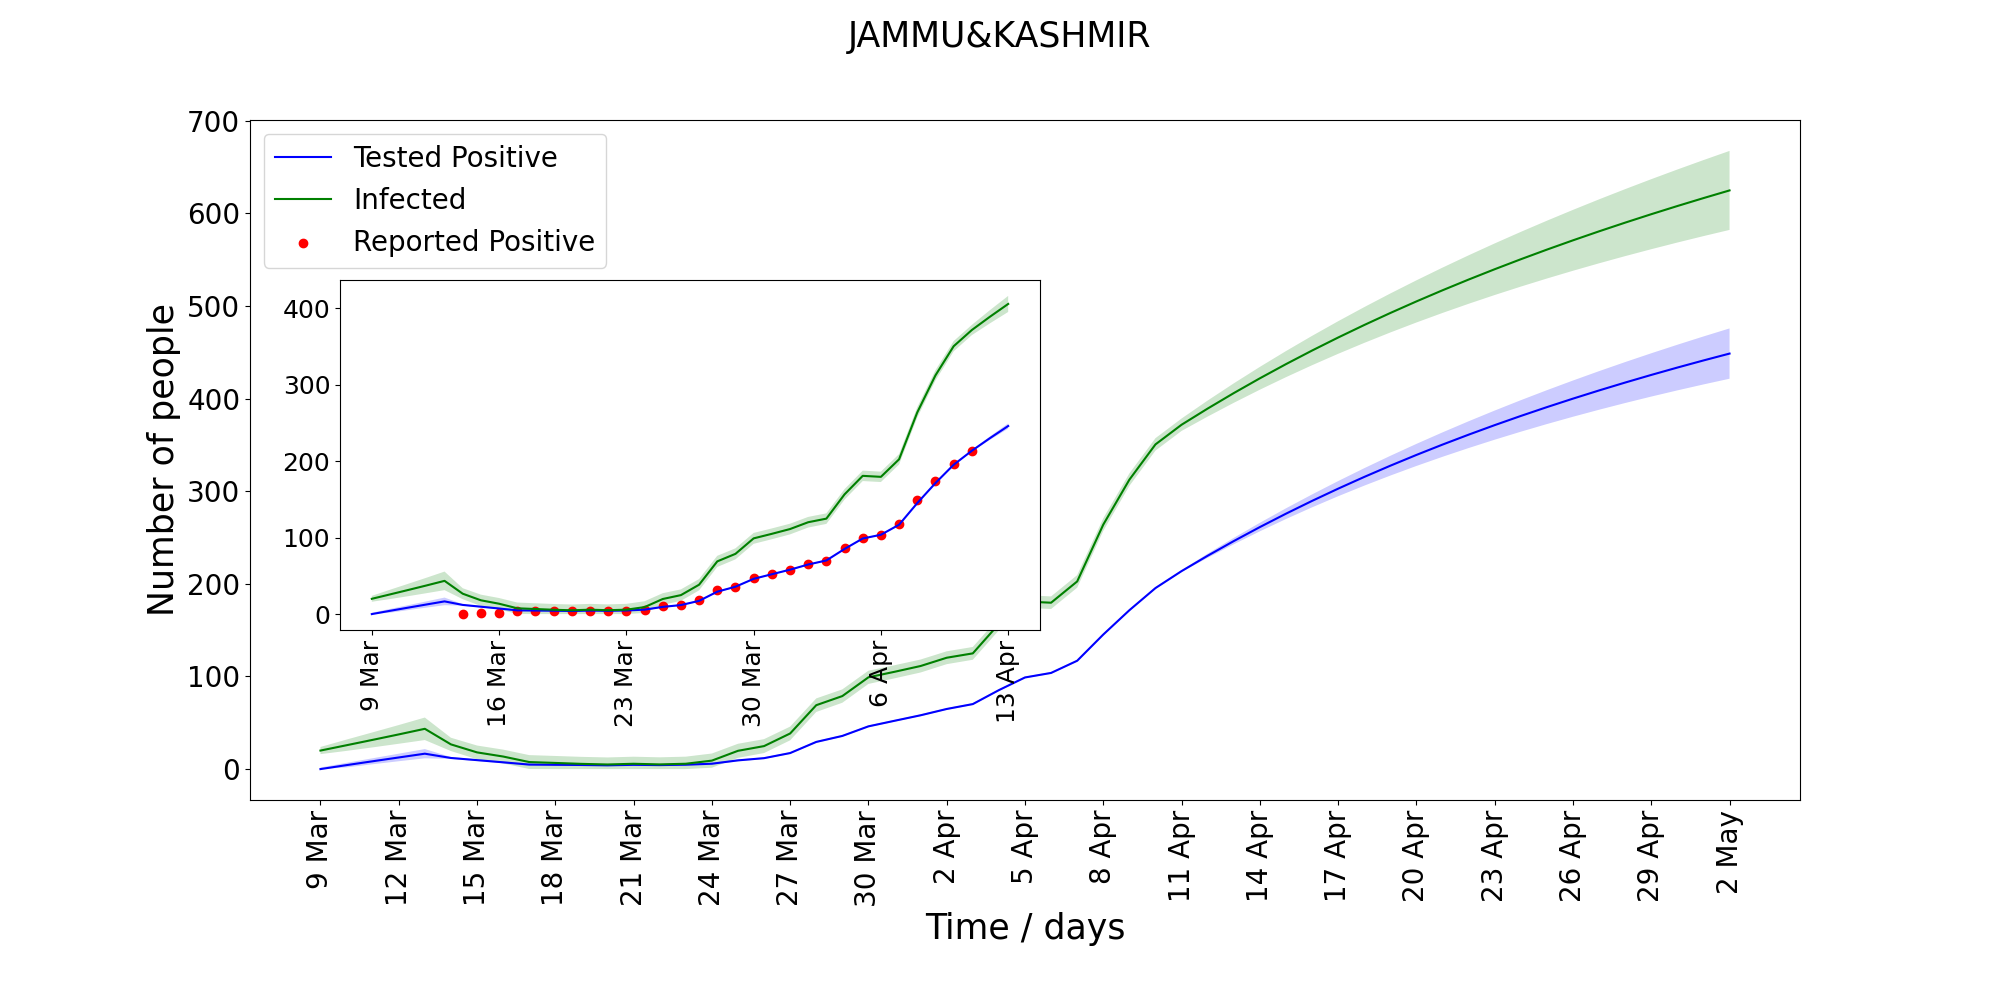 JAMMU&KASHMIR
700
600
500
400
300
200
100
0
Number of people
Tested Positive
Infected
Reported Positive
400
300
200
100
0
9 Mar
16 Mar
23 Mar
30 Mar
6 Apr
13 Apr
9 Mar
12 Mar
15 Mar
18 Mar
21 Mar
24 Mar
27 Mar
30 Mar
2 Apr
5 Apr
8 Apr
11 Apr
14 Apr
17 Apr
20 Apr
23 Apr
26 Apr
29 Apr
2 May
Time / days